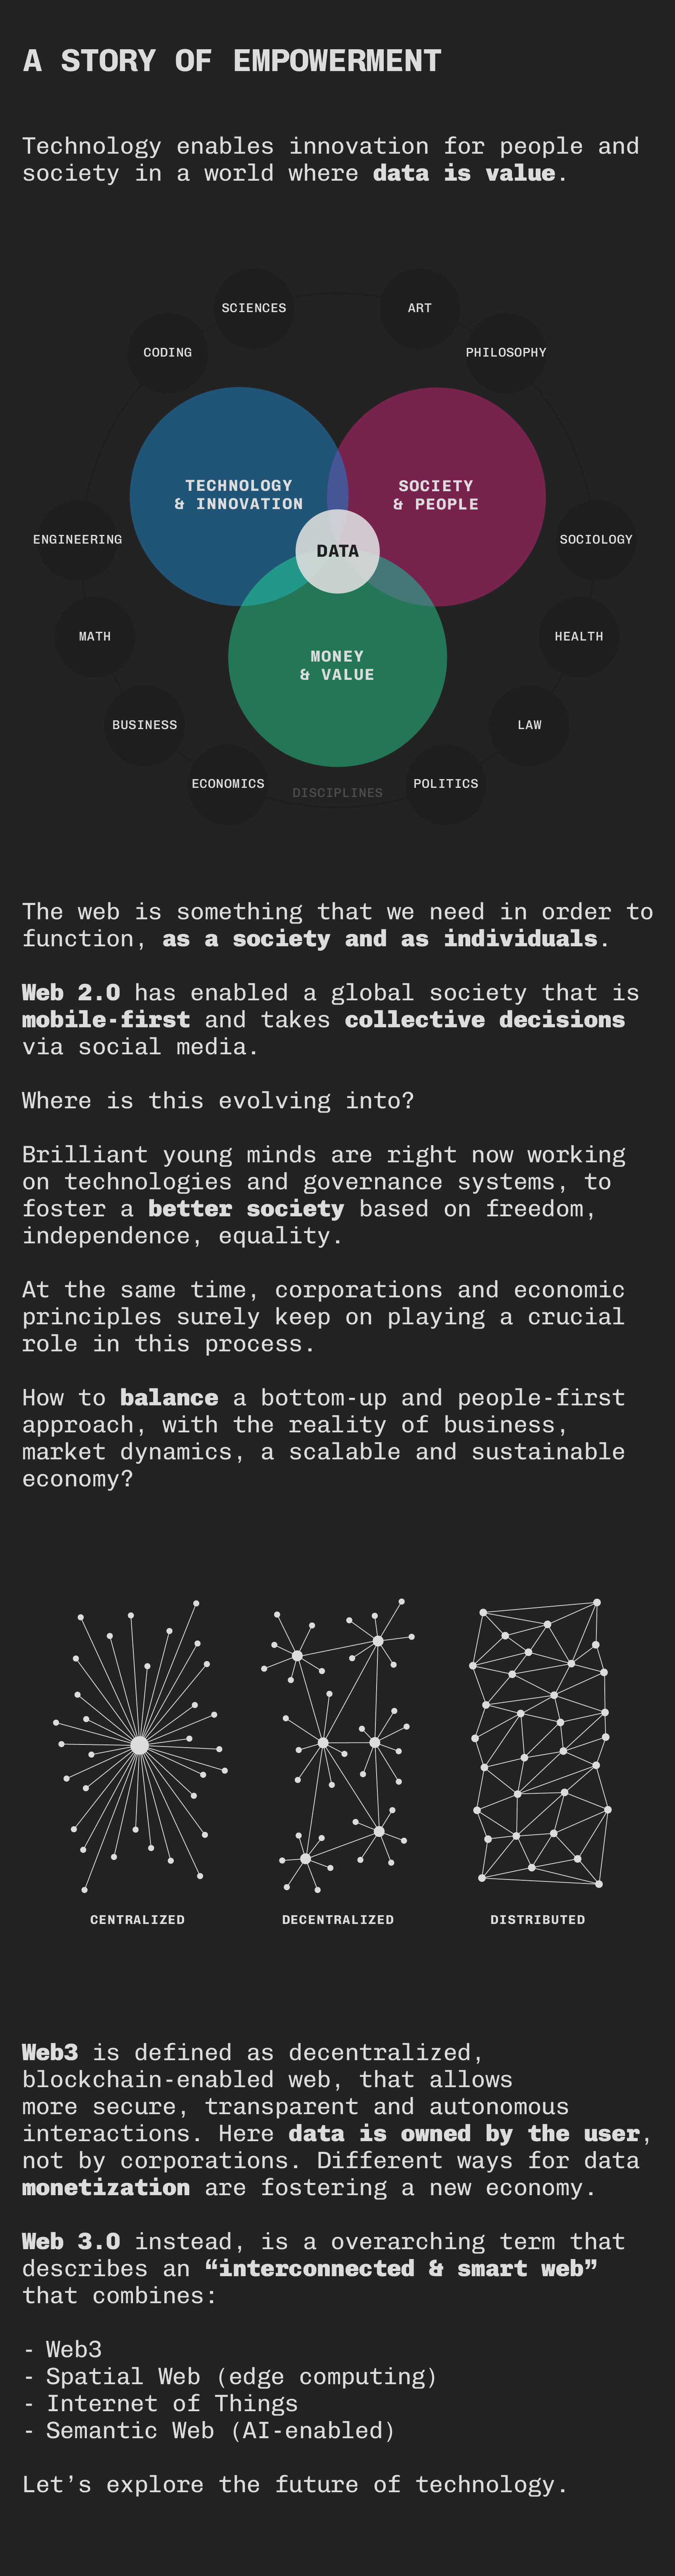 A STORY OF EMPOWERMENT
Technology enables innovation for people and
society in a world where data is value.
SCIENCES
ART
CODING
PHILOSOPHY
TECHNOLOGY
& INNOVATION
SOCIETY
& PEOPLE
ENGINEERING
DATA
SOCIOLOGY
MATH
HEALTH
MONEY
& VALUE
BUSINESS
LAW
ECONOMICS
DISCIPLINES
POLITICS
The web is something that we need in order to
function, as a society and as individuals.
Web 2.0 has enabled a global society that is
mobile-first and takes collective decisions
via social media.
Where is this evolving into?
Brilliant young minds are right now working
on technologies and governance systems, to
foster a better society based on freedom,
independence, equality.
At the same time, corporations and economic
principles surely keep on playing a crucial
role in this process.
How to balance a bottom-up and people-first
approach, with the reality of business,
market dynamics, a scalable and sustainable
economy?
CENTRALIZED
DECENTRALIZED
DISTRIBUTED
Web3 is defined as decentralized,
blockchain-enabled web, that allows
more secure, transparent and autonomous
interactions. Here data is owned by the user,
not by corporations. Different ways for data
monetization are fostering a new economy.
Web 3.0 instead, is a overarching term that
describes an “interconnected & smart web”
that combines:
- Web3
- Spatial Web (edge computing)
- Internet of Things
- Semantic Web (AI-enabled)
Let’s explore the future of technology.